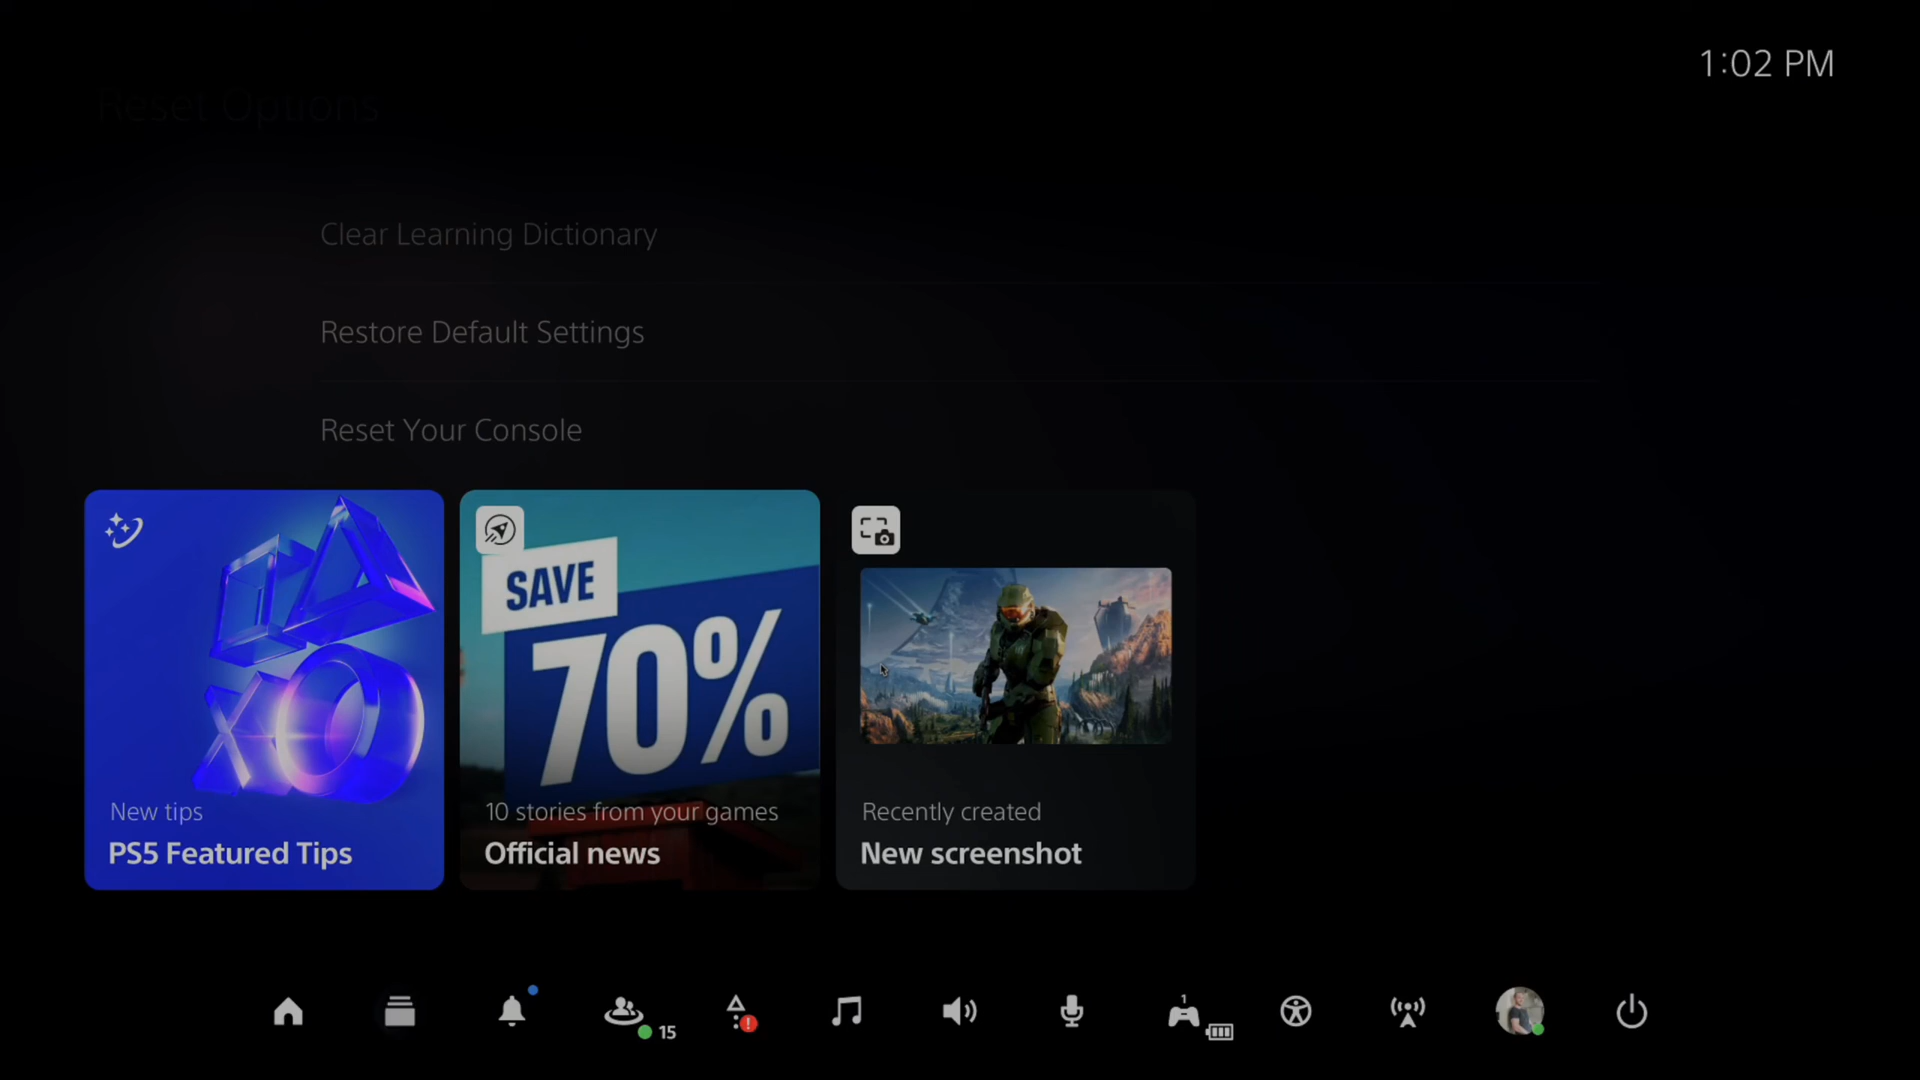 1:02 PM
Reset Options
Clear Learning Dictionary
Restore Default Settings
Reset Your Console
SAVE
70%
New tips
PS5 Featured Tips
10 stories from your games
Official news
Recently created
New screenshot
15
!
1